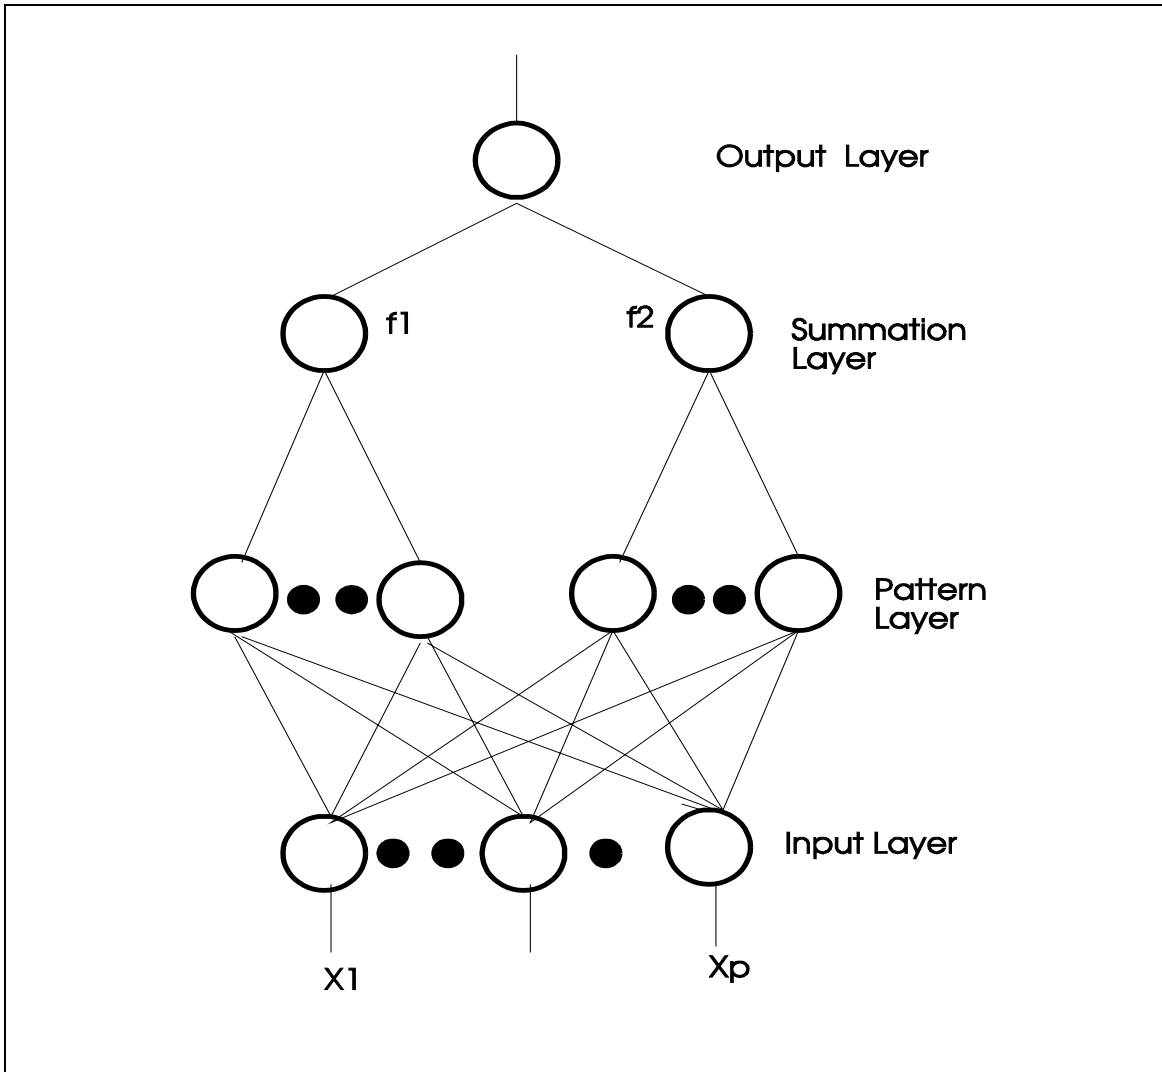 Output Layer
f1
f2
Summation
Layer
Pattern
Layer
Input Layer
X1
Xp